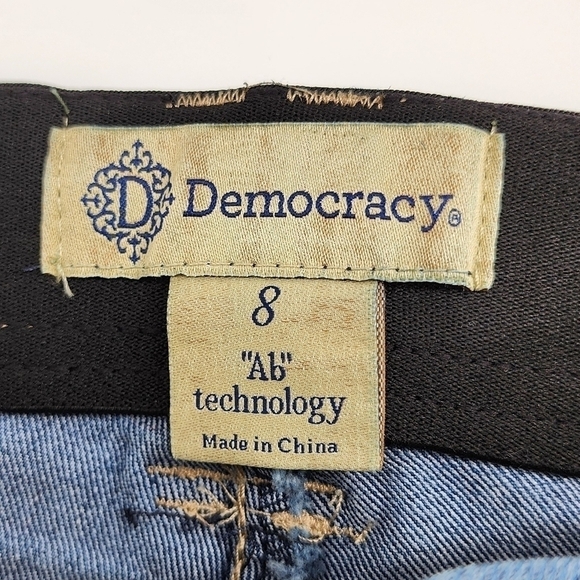 D Democracy®
8
"Ab"
technology
Made in China